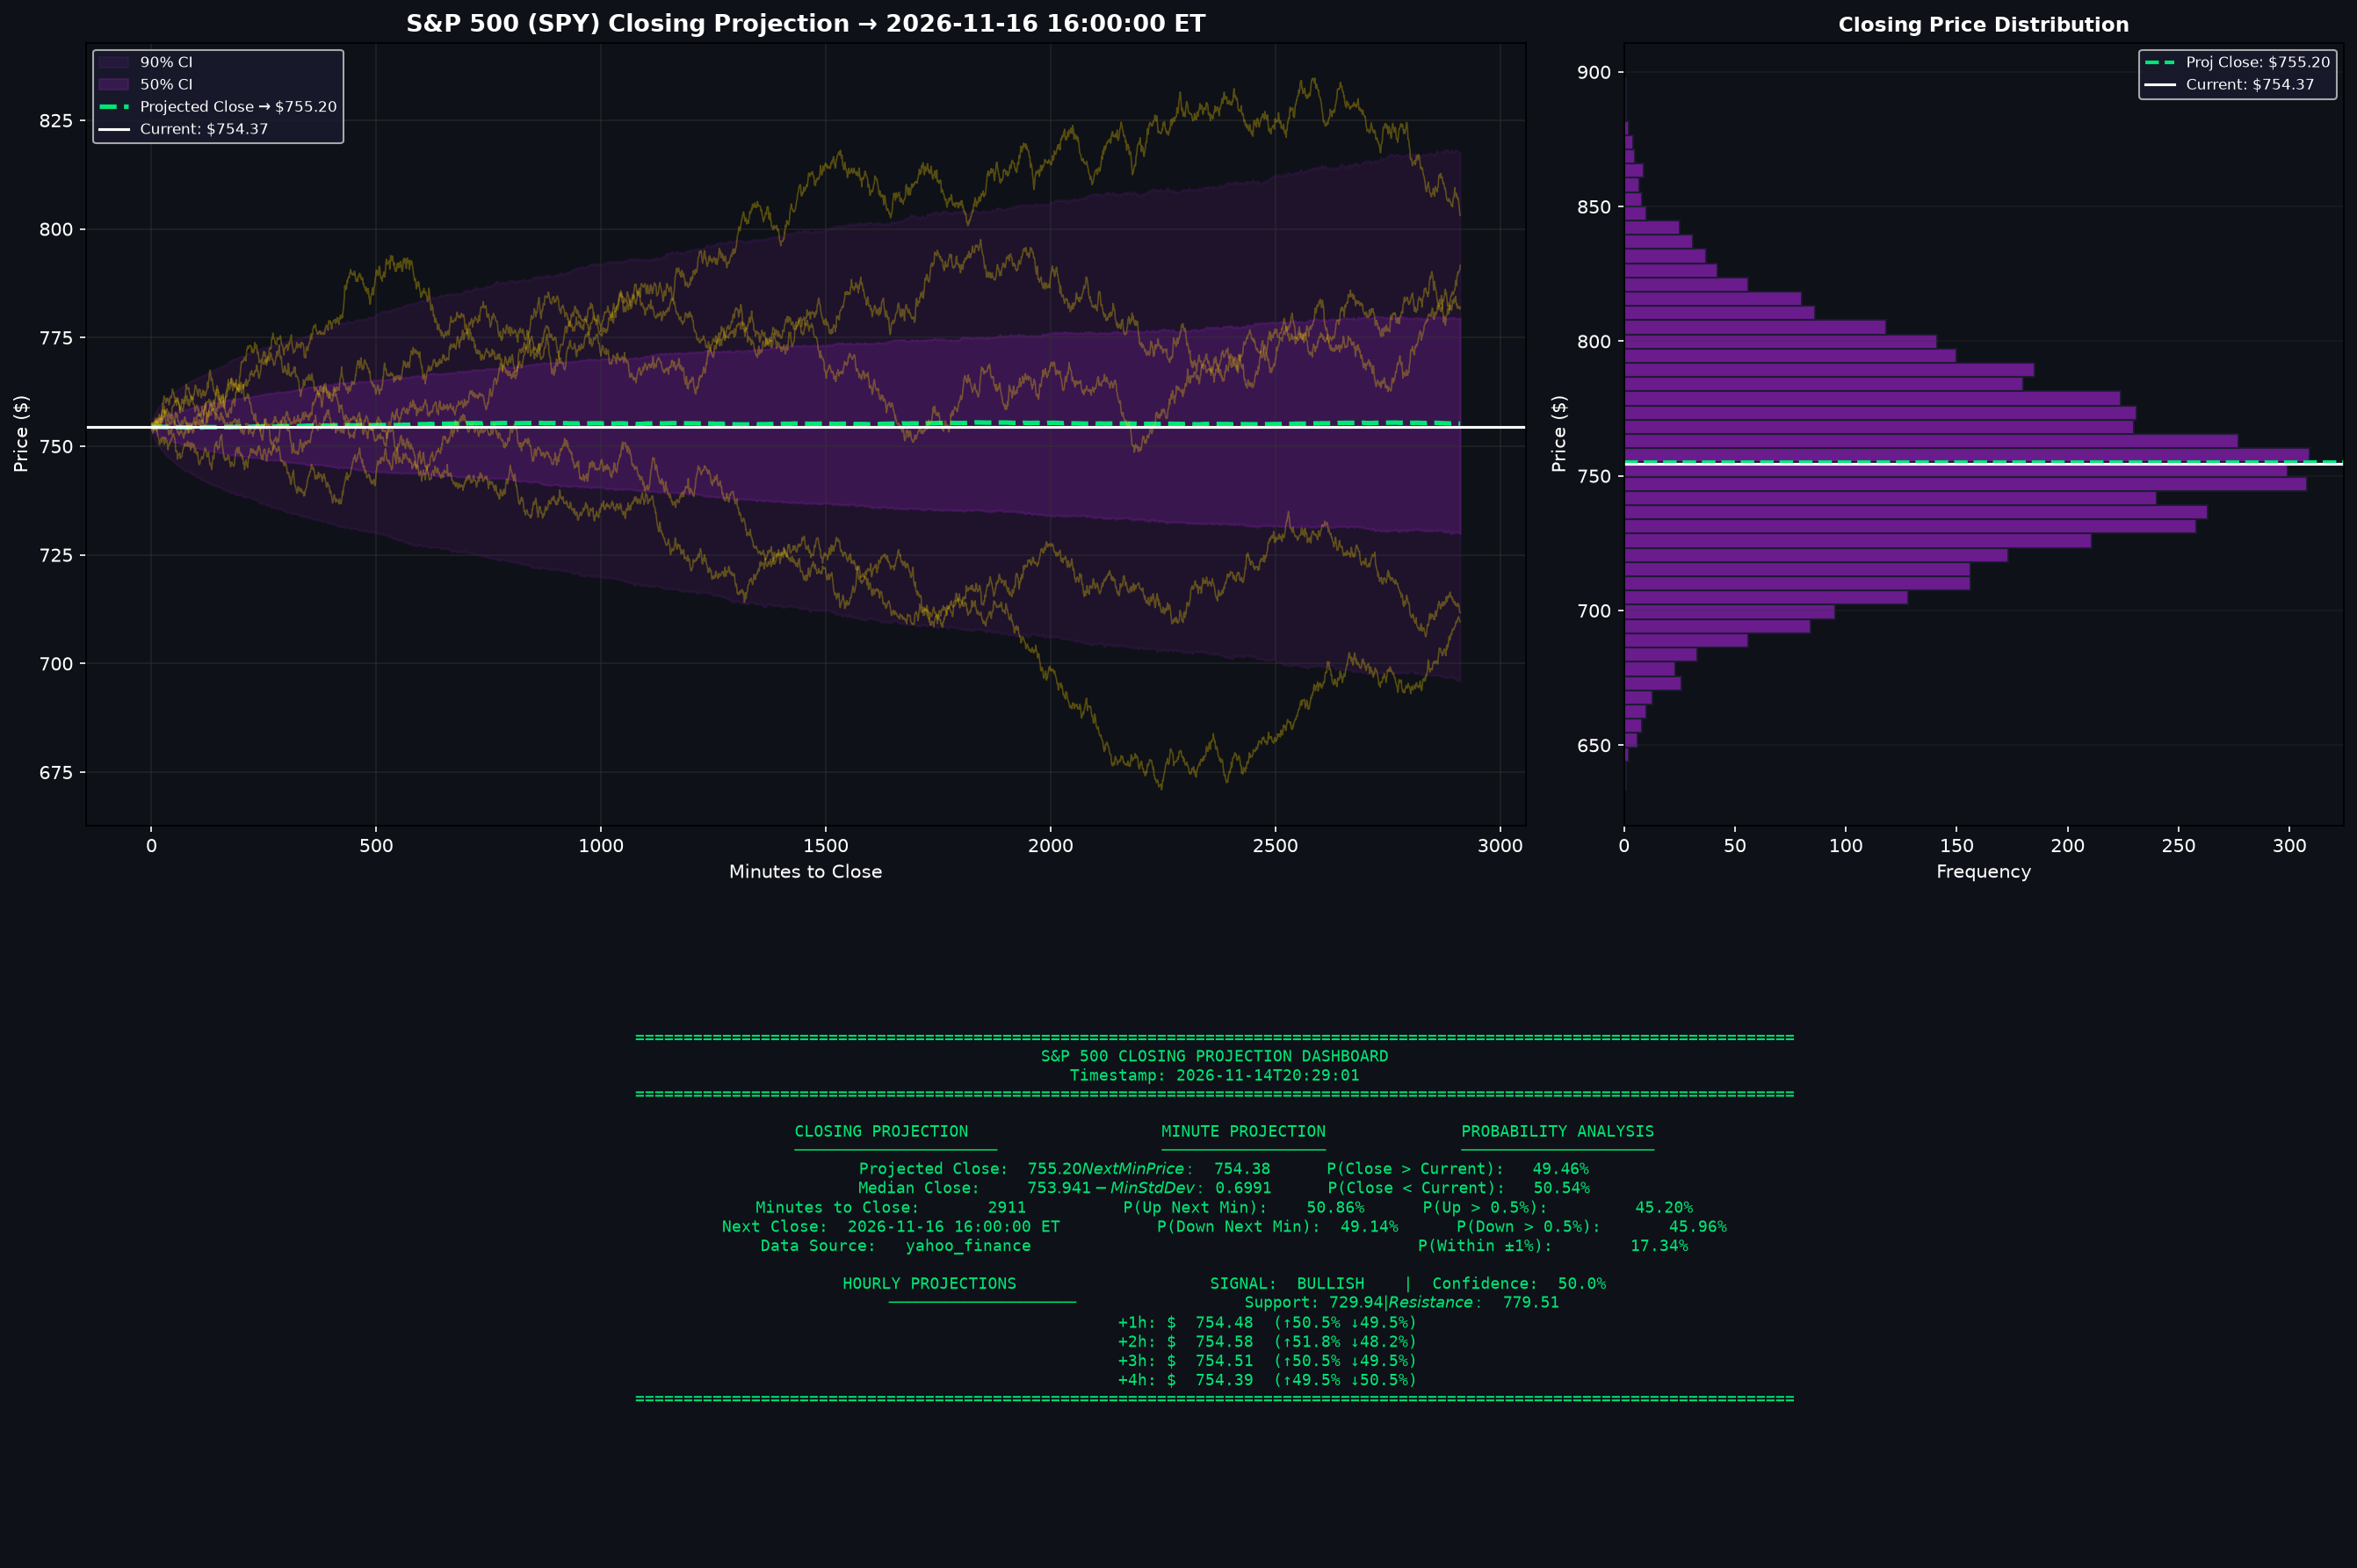 S&P 500 (SPY) Closing Projection → 2026-11-16 16:00:00 ET
90% CI
50% CI
Projected Close → $755.20
Current: $754.37
825
800
775
750
725
700
675
Price ($)
0 500 1000 1500 2000 2500 3000
Minutes to Close
Closing Price Distribution
Proj Close: $755.20
Current: $754.37
900
850
800
750
700
650
Price ($)
0 50 100 150 200 250 300
Frequency
====================================================================================================
S&P 500 CLOSING PROJECTION DASHBOARD
Timestamp: 2026-11-14T20:29:01
====================================================================================================
CLOSING PROJECTION MINUTE PROJECTION PROBABILITY ANALYSIS
Projected Close: 755.20NextMinPrice: 754.38 P(Close > Current): 49.46%
Median Close: 753.941-MinStdDev: 0.6991 P(Close < Current): 50.54%
Minutes to Close: 2911 P(Up Next Min): 50.86% P(Up > 0.5%): 45.20%
Next Close: 2026-11-16 16:00:00 ET P(Down Next Min): 49.14% P(Down > 0.5%): 45.96%
Data Source: yahoo_finance P(Within ±1%): 17.34%
HOURLY PROJECTIONS SIGNAL: BULLISH | Confidence: 50.0%
Support: 729.94|Resistance: 779.51
+1h: $ 754.48 (↑50.5% ↓49.5%)
+2h: $ 754.58 (↑51.8% ↓48.2%)
+3h: $ 754.51 (↑50.5% ↓49.5%)
+4h: $ 754.39 (↑49.5% ↓50.5%)
====================================================================================================